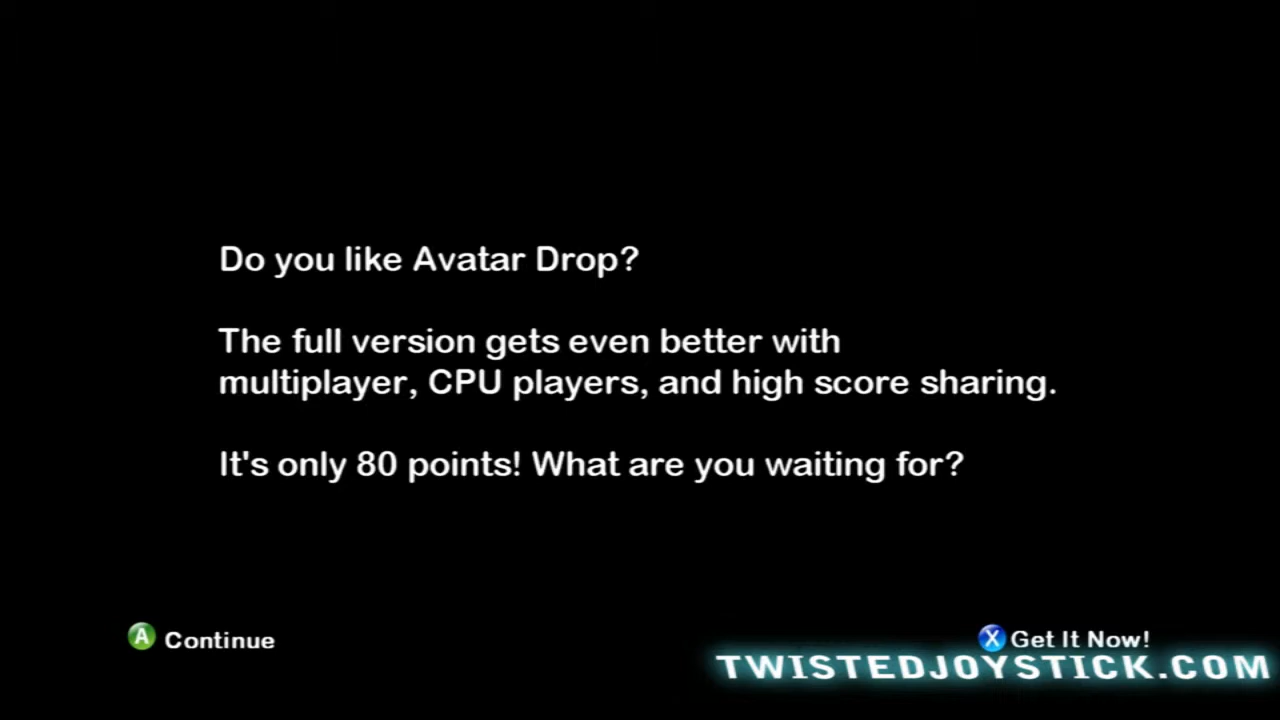 Do you like Avatar Drop?
The full version gets even better with
multiplayer, CPU players, and high score sharing.
It's only 80 points! What are you waiting for?
A Continue
X Get It Now!
TWISTEDJOYSTICK.COM